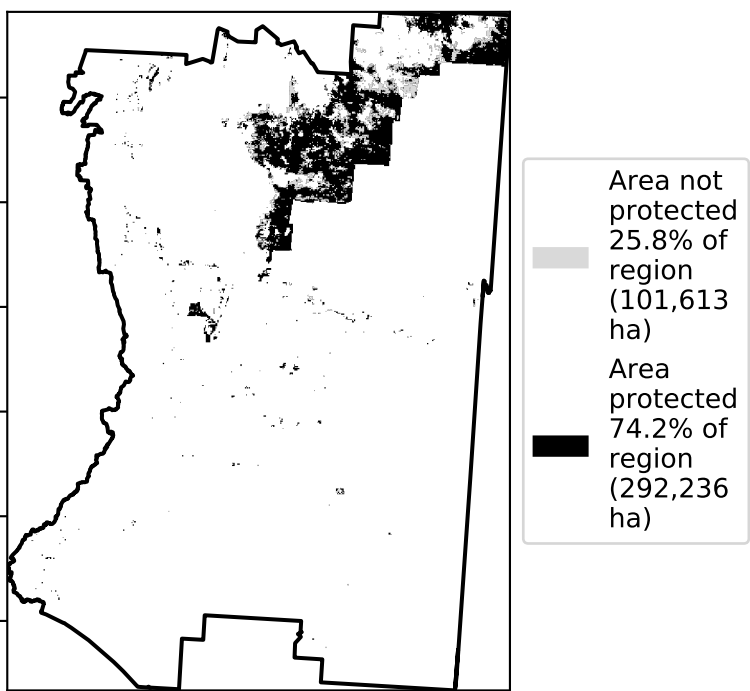 Area not
protected
25.8% of
region
(101,613
ha)
Area
protected
74.2% of
region
(292,236
ha)